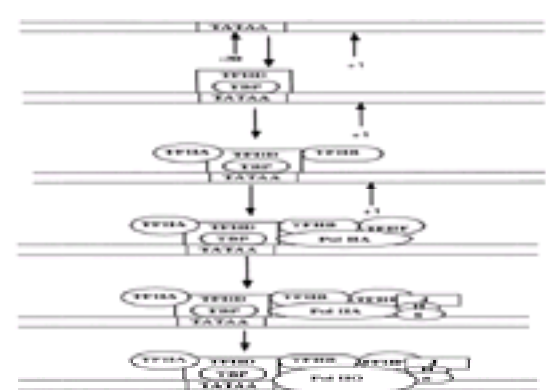 TATAA
-30
+1
TFIID
TBP
TATAA
+1
TFIIA TFIID TFIIB
TBP
TATAA
+1
TFIIA TFIID TFIIB TFIIF
TBP Pol IIA
TATAA
TFIIA TFIID TFIIB TFIIF
TBP Pol IIA
TATAA
TFIIA TFIID TFIIB TFIIF
TBP Pol IIO
TATAA